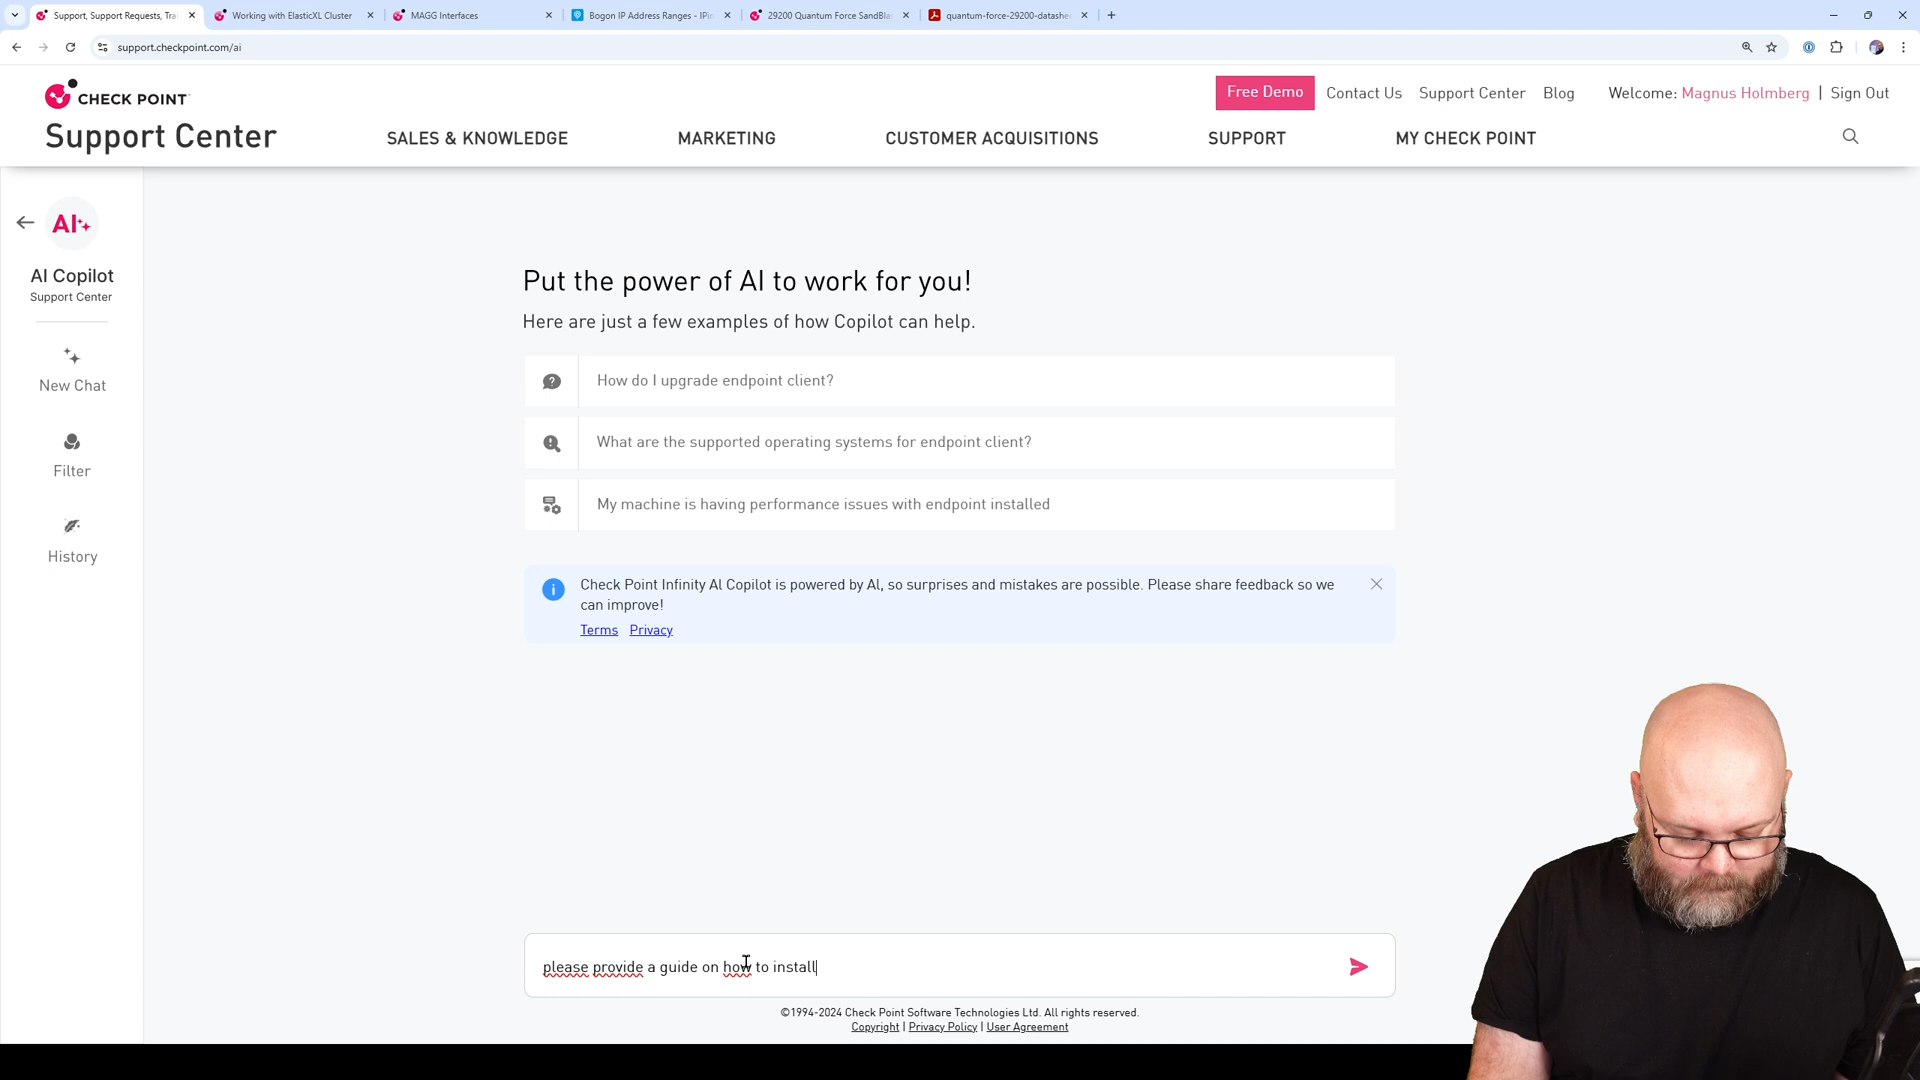 Support, Support Requests, Trai
Working with ElasticXL Cluster
MAGG Interfaces
Bogon IP Address Ranges - IPin
29200 Quantum Force SandBla
quantum-force-29200-datashe
support.checkpoint.com/ai
CHECK POINT
Support Center
Free Demo
Contact Us
Support Center
Blog
Welcome: Magnus Holmberg | Sign Out
SALES & KNOWLEDGE
MARKETING
CUSTOMER ACQUISITIONS
SUPPORT
MY CHECK POINT
AI
AI Copilot
Support Center
New Chat
Filter
History
Put the power of AI to work for you!
Here are just a few examples of how Copilot can help.
How do I upgrade endpoint client?
What are the supported operating systems for endpoint client?
My machine is having performance issues with endpoint installed
Check Point Infinity AI Copilot is powered by AI, so surprises and mistakes are possible. Please share feedback so we
can improve!
Terms Privacy
please provide a guide on how to install
©1994-2024 Check Point Software Technologies Ltd. All rights reserved.
Copyright | Privacy Policy | User Agreement